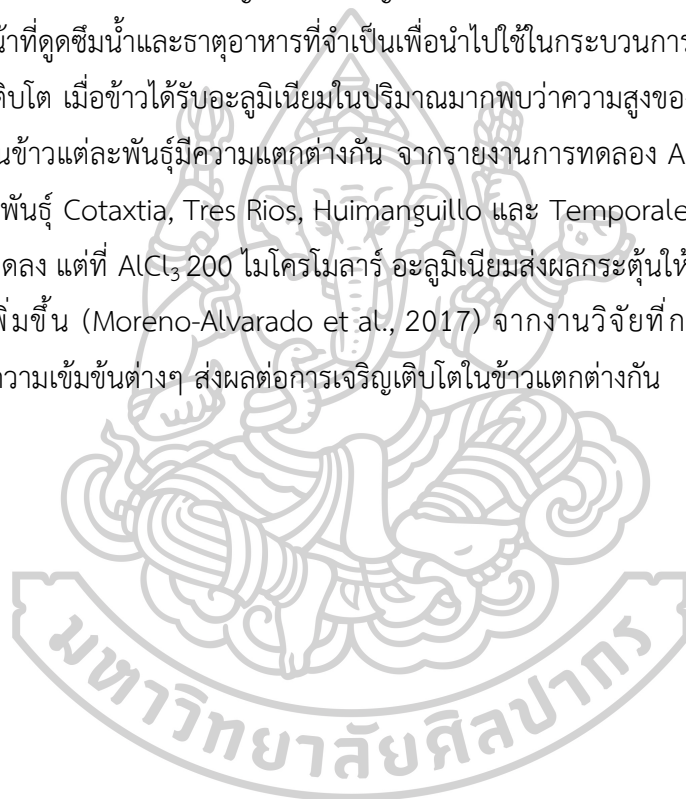 น้าที่ดูดซึมน้ำและธาตุอาหารที่จำเป็นเพื่อนำไปใช้ในกระบวนการ
ติบโต เมื่อข้าวได้รับอะลูมิเนียมในปริมาณมากพบว่าความสูงขอ
นข้าวแต่ละพันธุ์มีความแตกต่างกัน จากรายงานการทดลอง A
พันธุ์ Cotaxtia, Tres Rios, Huimanguillo และ Temporale
ดลง แต่ที่ AlCl₃ 200 ไมโครโมลาร์ อะลูมิเนียมส่งผลกระตุ้นให้
พิ่มขึ้น (Moreno-Alvarado et al., 2017) จากงานวิจัยที่ก
ความเข้มข้นต่างๆ ส่งผลต่อการเจริญเติบโตในข้าวแตกต่างกัน
มหาวิทยาลัยศิลปากร